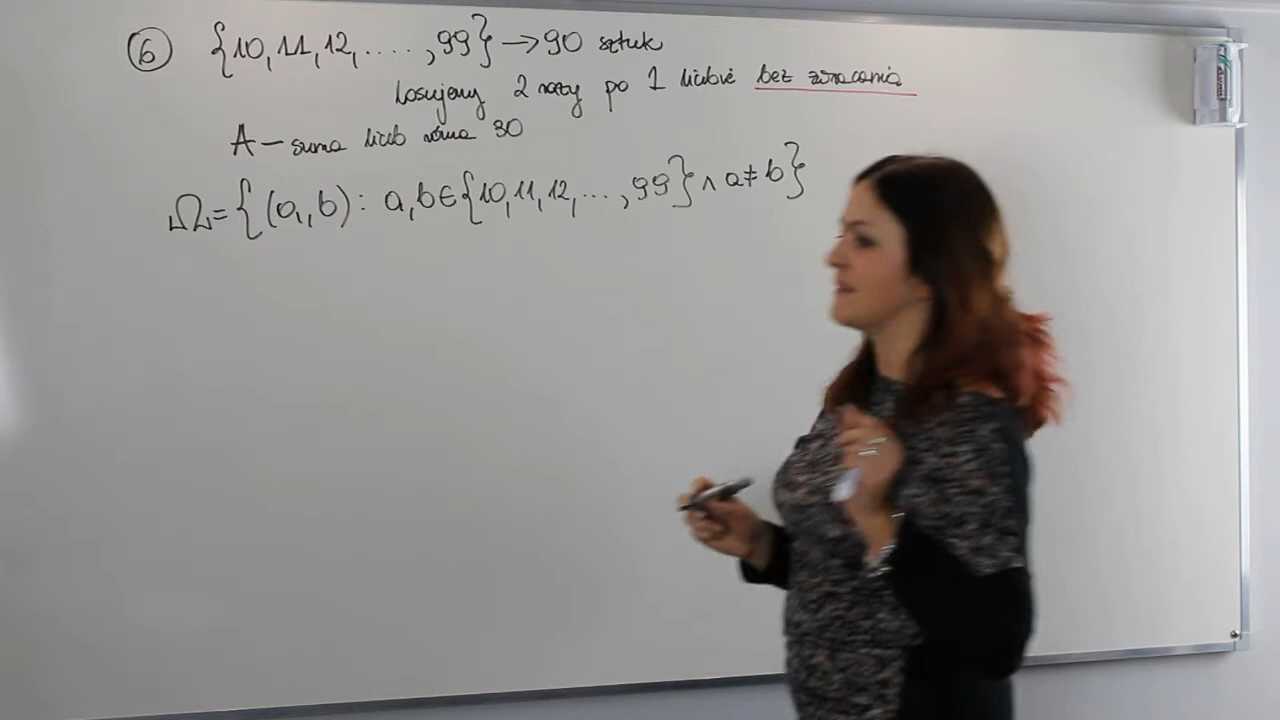 6 {10,11,12,.....,99} → 90 sztuk
Losujemy 2 razy po 1 liczbie bez zwracania
A – suma liczb równa 30
Ω={(a,b): a,b∈{10,11,12,...,99} ∧ a≠b}